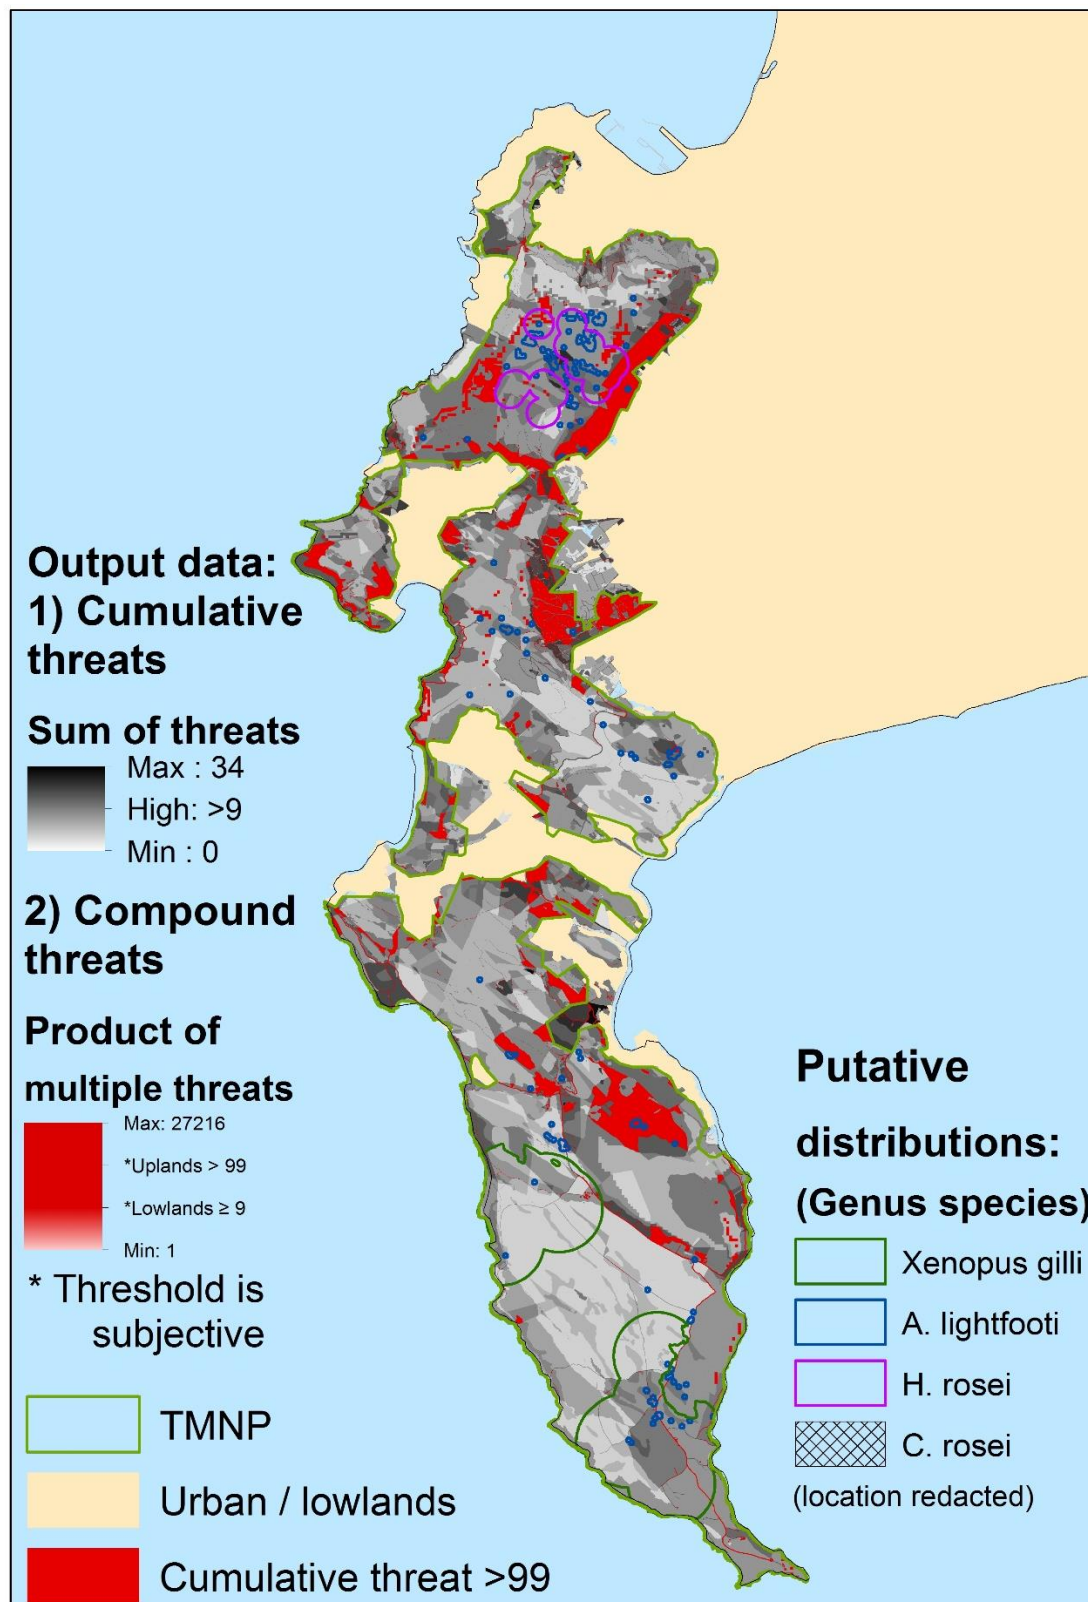 Output data:
1) Cumulative
threats
Sum of threats
Max : 34
High: >9
Min : 0
2) Compound
threats
Product of
multiple threats
Max: 27216
*Uplands > 99
*Lowlands ≥ 9
Min: 1
* Threshold is
subjective
TMNP
Urban / lowlands
Cumulative threat >99
Putative
distributions:
(Genus species)
Xenopus gilli
A. lightfooti
H. rosei
C. rosei
(location redacted)